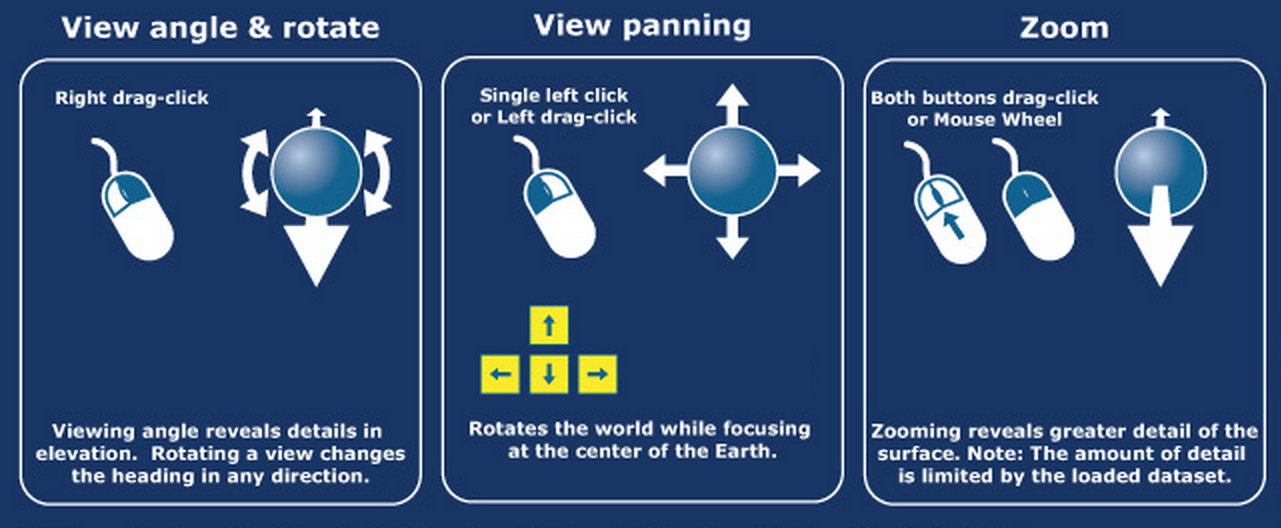 View angle & rotate
Right drag-click
Viewing angle reveals details in
elevation.  Rotating a view changes
the heading in any direction.
View panning
Single left click
or Left drag-click
Rotates the world while focusing
at the center of the Earth.
Zoom
Both buttons drag-click
or Mouse Wheel
Zooming reveals greater detail of the
surface. Note: The amount of detail
is limited by the loaded dataset.